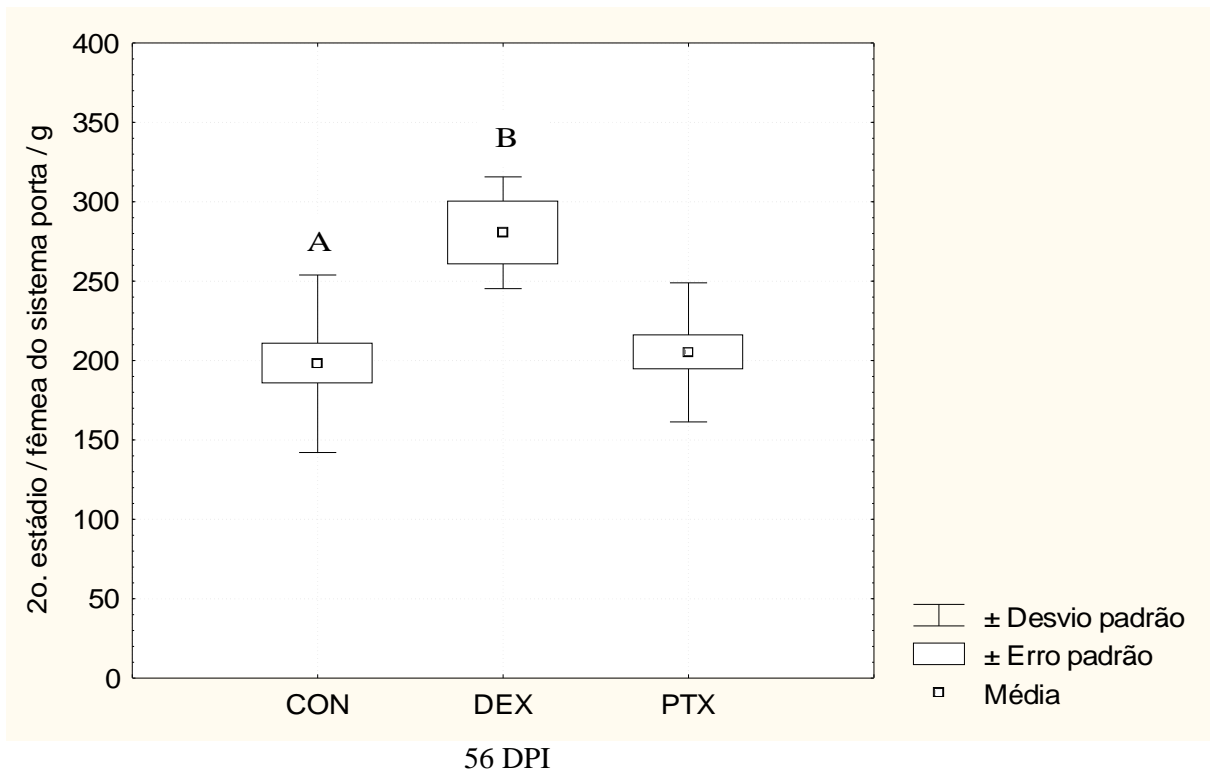 2o. estádio / fêmea do sistema porta / g
400
350
300
250
200
150
100
50
0
A
B
CON DEX PTX
56 DPI
± Desvio padrão
± Erro padrão
Média